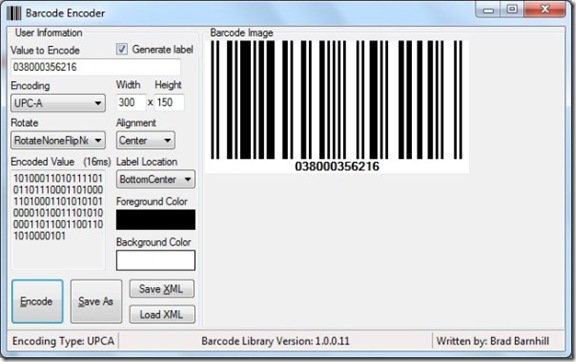 Barcode Encoder
User Information
Value to Encode
Generate label
038000356216
Encoding
Width
Height
UPC-A
300
x
150
Rotate
Alignment
RotateNoneFlipNo
Center
Encoded Value (16ms)
Label Location
10100011010111101
01101110001101000
11010001101010101
00001010011101010
00011011001100110
1010000101
BottomCenter
Foreground Color
Background Color
Encode
Save As
Save XML
Load XML
Barcode Image
038000356216
Encoding Type: UPCA
Barcode Library Version: 1.0.0.11
Written by: Brad Barnhill